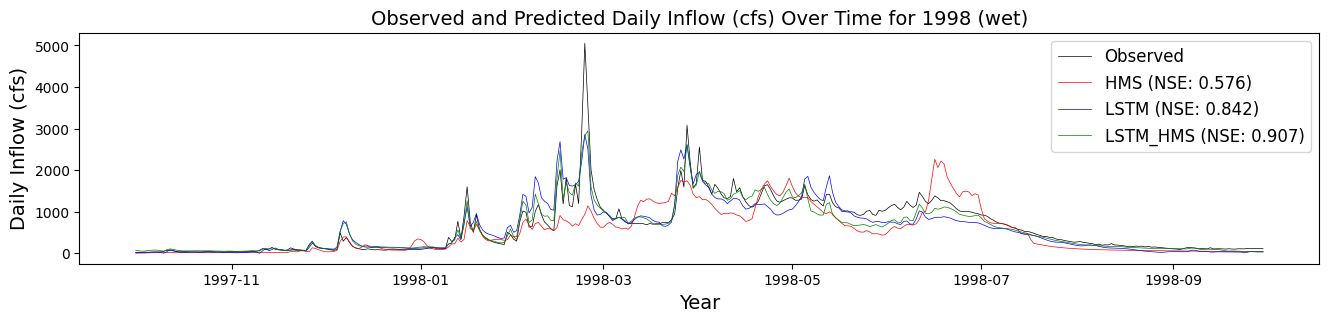 Observed and Predicted Daily Inflow (cfs) Over Time for 1998 (wet)
Daily Inflow (cfs)
5000
4000
3000
2000
1000
0
Observed
HMS (NSE: 0.576)
LSTM (NSE: 0.842)
LSTM_HMS (NSE: 0.907)
1997-11 1998-01 1998-03 1998-05 1998-07 1998-09
Year